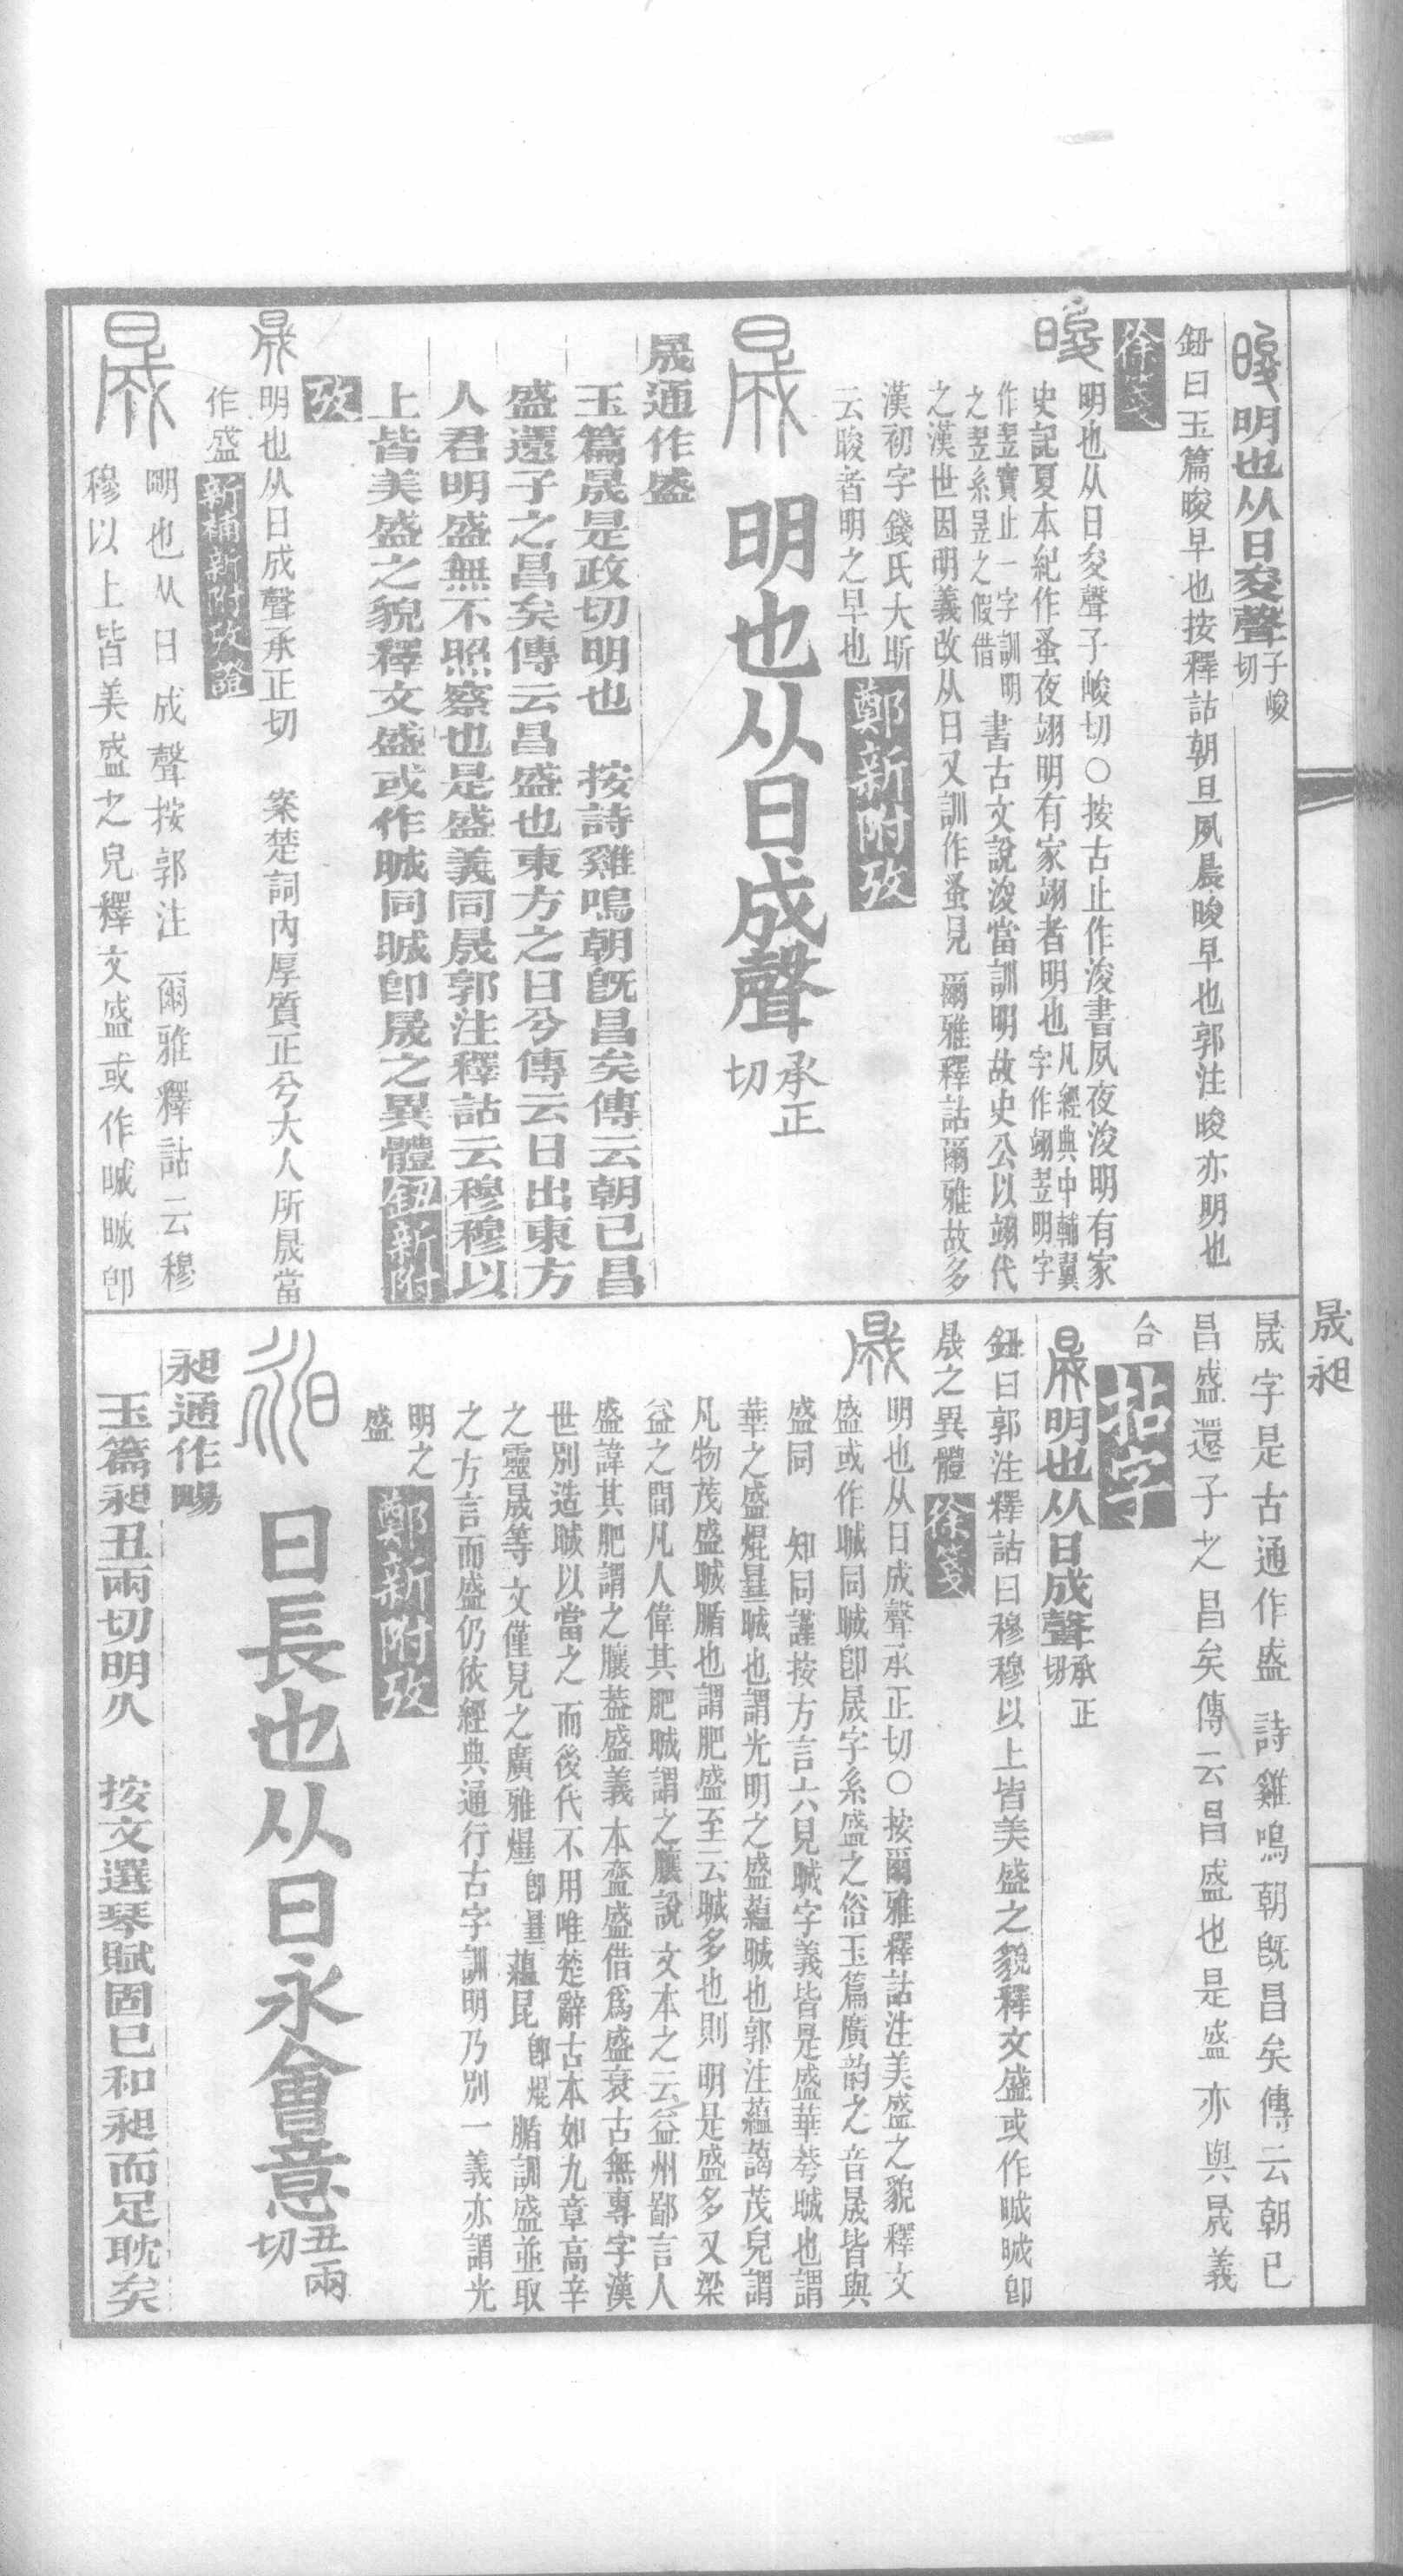 晟昶
晙明也从日夋聲子峻切
鈕曰玉篇晙早也按釋詁朝旦夙晨晙早也郭注晙亦明也
徐箋
晙明也从日夋聲子峻切○按古止作浚書夙夜浚明有家
史記夏本紀作蚤夜翊明有家翊者明也凡經典中輔翼字作翊翌明字
作翌實止一字訓明之翌系昱之假借書古文說浚當訓明故史公以翊代
之漢世因明義改从日又訓作蚤見爾雅釋詁爾雅故多
漢初字錢氏大昕
云晙者明之早也鄭新附攷
晟明也从日成聲承正切
晟通作盛
玉篇晟是政切明也　按詩雞鳴朝旣昌矣傳云朝已昌
盛還子之昌矣傳云昌盛也東方之日兮傳云日出東方
人君明盛無不照察也是盛義同晟郭注釋詁云穆穆以
上皆美盛之貌釋文盛或作晠同晠卽晟之異體鈕新附
攷
晟明也从日成聲承正切　案楚詞內厚質正兮大人所晟當
作盛新補新附攷證
晟明也从日成聲按郭注爾雅釋詁云穆
穆以上皆美盛之皃釋文盛或作晠晠卽
晟字是古通作盛詩雞鳴朝旣昌矣傳云朝已
昌盛還子之昌矣傳云昌盛也是盛亦與晟義
合拈字
晟明也从日成聲承正切
鈕曰郭注釋詁曰穆穆以上皆美盛之貌釋文盛或作晠晠卽
晟之異體徐箋
晟明也从日成聲承正切○按爾雅釋詁注美盛之貌釋文
盛或作晠同晠卽晟字系盛之俗玉篇廣韵之音晟皆與
盛同　知同謹按方言六見晠字義皆是盛華荂晠也謂
華之盛焜曅晠也謂光明之盛蘊晠也郭注蘊藹茂皃謂
凡物茂盛晠腯也謂肥盛至云晠多也則明是盛多又梁
益之間凡人偉其肥晠謂之䑋說文本之云益州鄙言人
盛諱其肥謂之䑋葢盛義本齍盛借爲盛衰古無專字漢
世別造晠以當之而後代不用唯楚辭古本如九章高辛
之靈晟等文僅見之廣雅爗卽曅蘊昆卽焜腯訓盛並取
之方言而盛仍依經典通行古字訓明乃別一義亦謂光
明之
盛鄭新附攷
昶日長也从日永會意丑兩切
昶通作暘
玉篇昶丑兩切明久　按文選琴賦固已和昶而足耽矣